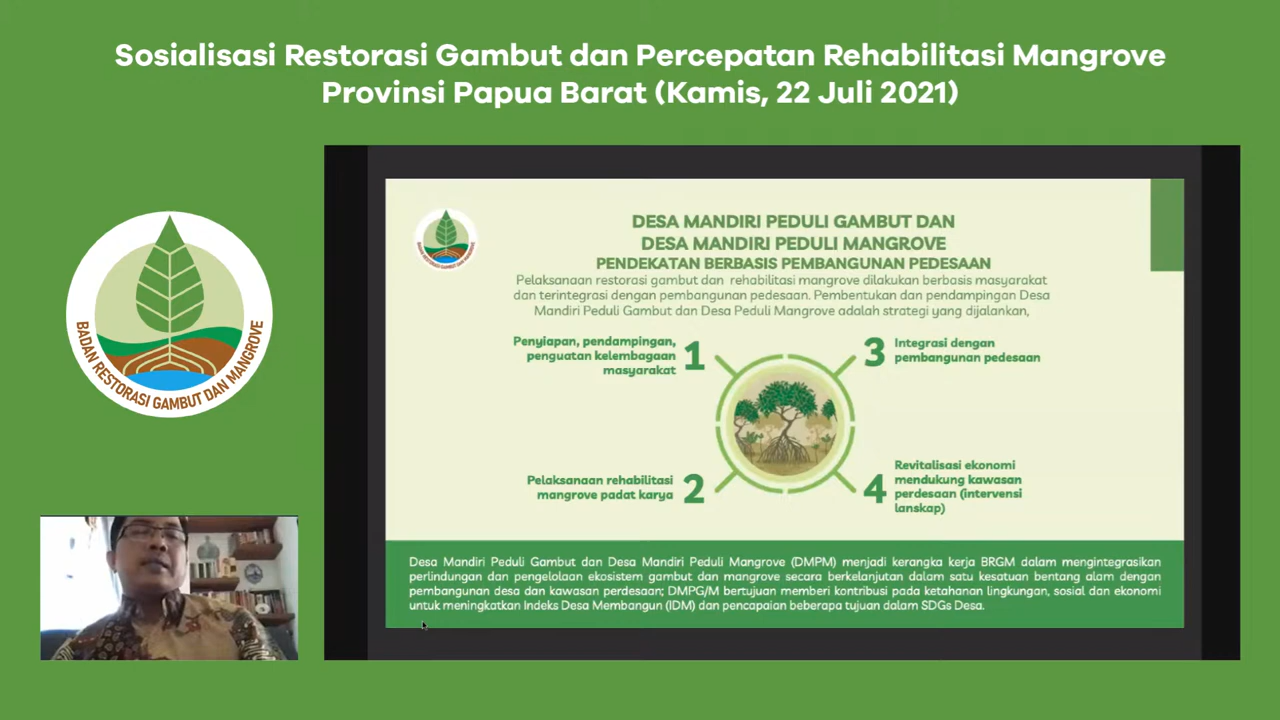 Sosialisasi Restorasi Gambut dan Percepatan Rehabilitasi Mangrove
Provinsi Papua Barat (Kamis, 22 Juli 2021)
BADAN RESTORASI GAMBUT DAN MANGROVE
BADAN RESTORASI GAMBUT DAN MANGROVE
DESA MANDIRI PEDULI GAMBUT DAN
DESA MANDIRI PEDULI MANGROVE
PENDEKATAN BERBASIS PEMBANGUNAN PEDESAAN
Pelaksanaan restorasi gambut dan rehabilitasi mangrove dilakukan berbasis masyarakat
dan terintegrasi dengan pembangunan pedesaan. Pembentukan dan pendampingan Desa
Mandiri Peduli Gambut dan Desa Peduli Mangrove adalah strategi yang dijalankan,
Penyiapan, pendampingan,
penguatan kelembagaan
masyarakat
1
Pelaksanaan rehabilitasi
mangrove padat karya
2
3
Integrasi dengan
pembangunan pedesaan
4
Revitalisasi ekonomi
mendukung kawasan
perdesaan (intervensi
lanskap)
Desa Mandiri Peduli Gambut dan Desa Mandiri Peduli Mangrove (DMPM) menjadi kerangka kerja BRGM dalam mengintegrasikan
perlindungan dan pengelolaan ekosistem gambut dan mangrove secara berkelanjutan dalam satu kesatuan bentang alam dengan
pembangunan desa dan kawasan perdesaan; DMPG/M bertujuan memberi kontribusi pada ketahanan lingkungan, sosial dan ekonomi
untuk meningkatkan Indeks Desa Membangun (IDM) dan pencapaian beberapa tujuan dalam SDGs Desa.